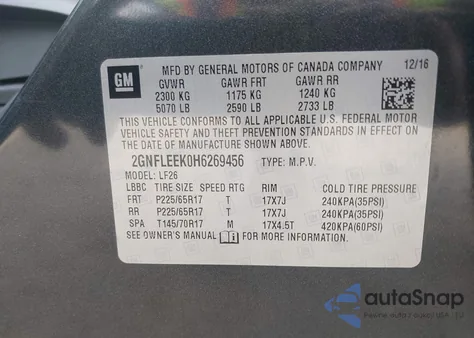 GM
MFD BY GENERAL MOTORS OF CANADA COMPANY
12/16
GVWR GAWR FRT GAWR RR
2300 KG 1175 KG 1240 KG
5070 LB 2590 LB 2733 LB
THIS VEHICLE CONFORMS TO ALL APPLICABLE
U.S. FEDERAL MOTOR
VEHICLE SAFETY AND THEFT PREVENTION STANDARDS IN EFFECT ON
THE DATE OF MANUFACTURE SHOWN ABOVE.
2GNFLEEK0H6269456 TYPE: M.P.V.
MODEL: LF26
LBBC TIRE SIZE SPEED RTG RIM COLD TIRE PRESSURE
FRT P225/65R17 T 17X7J 240KPA(35PSI)
RR P225/65R17 T 17X7J 240KPA(35PSI)
SPA T145/70R17 M 17X4.5T 420KPA(60PSI)
SEE OWNER'S MANUAL FOR MORE INFORMATION.
autoSnap